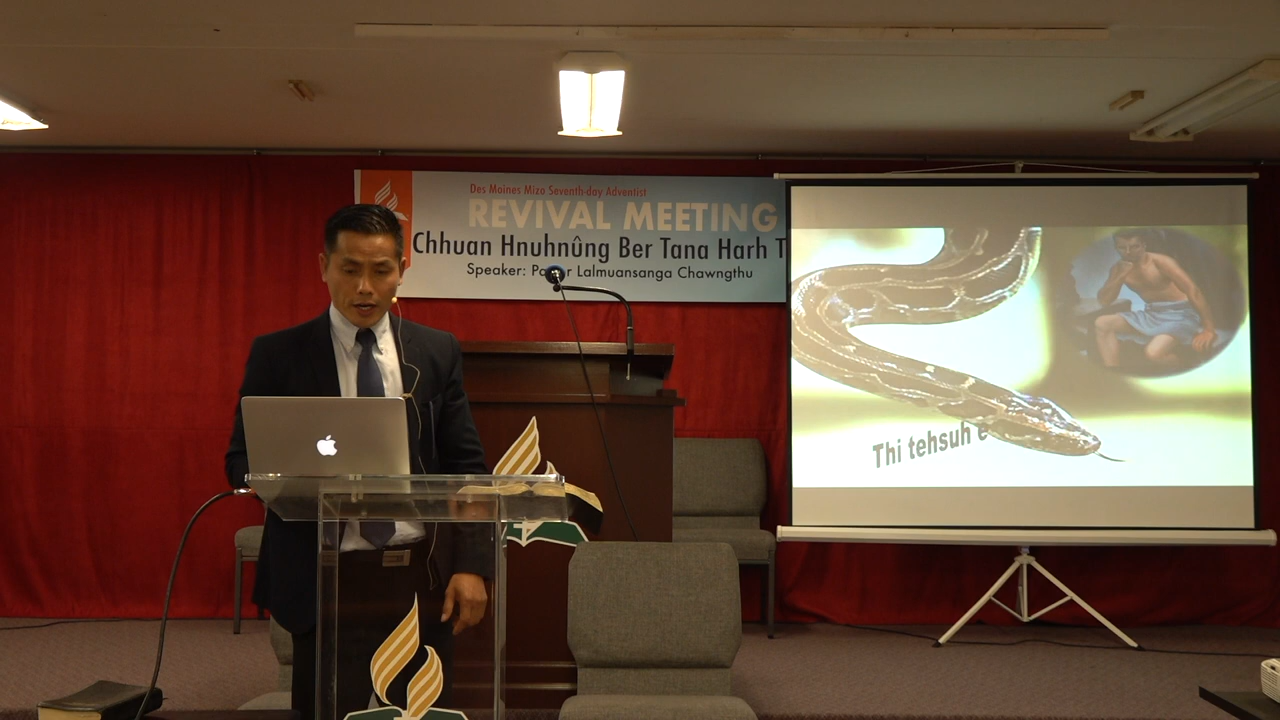 Des Moines Mizo Seventh-day Adventist
REVIVAL MEETING
Chhuan Hnuhnûng Ber Tana Harh T
Speaker: Pa r Lalmuansanga Chawngthu
Thi tehsuh e